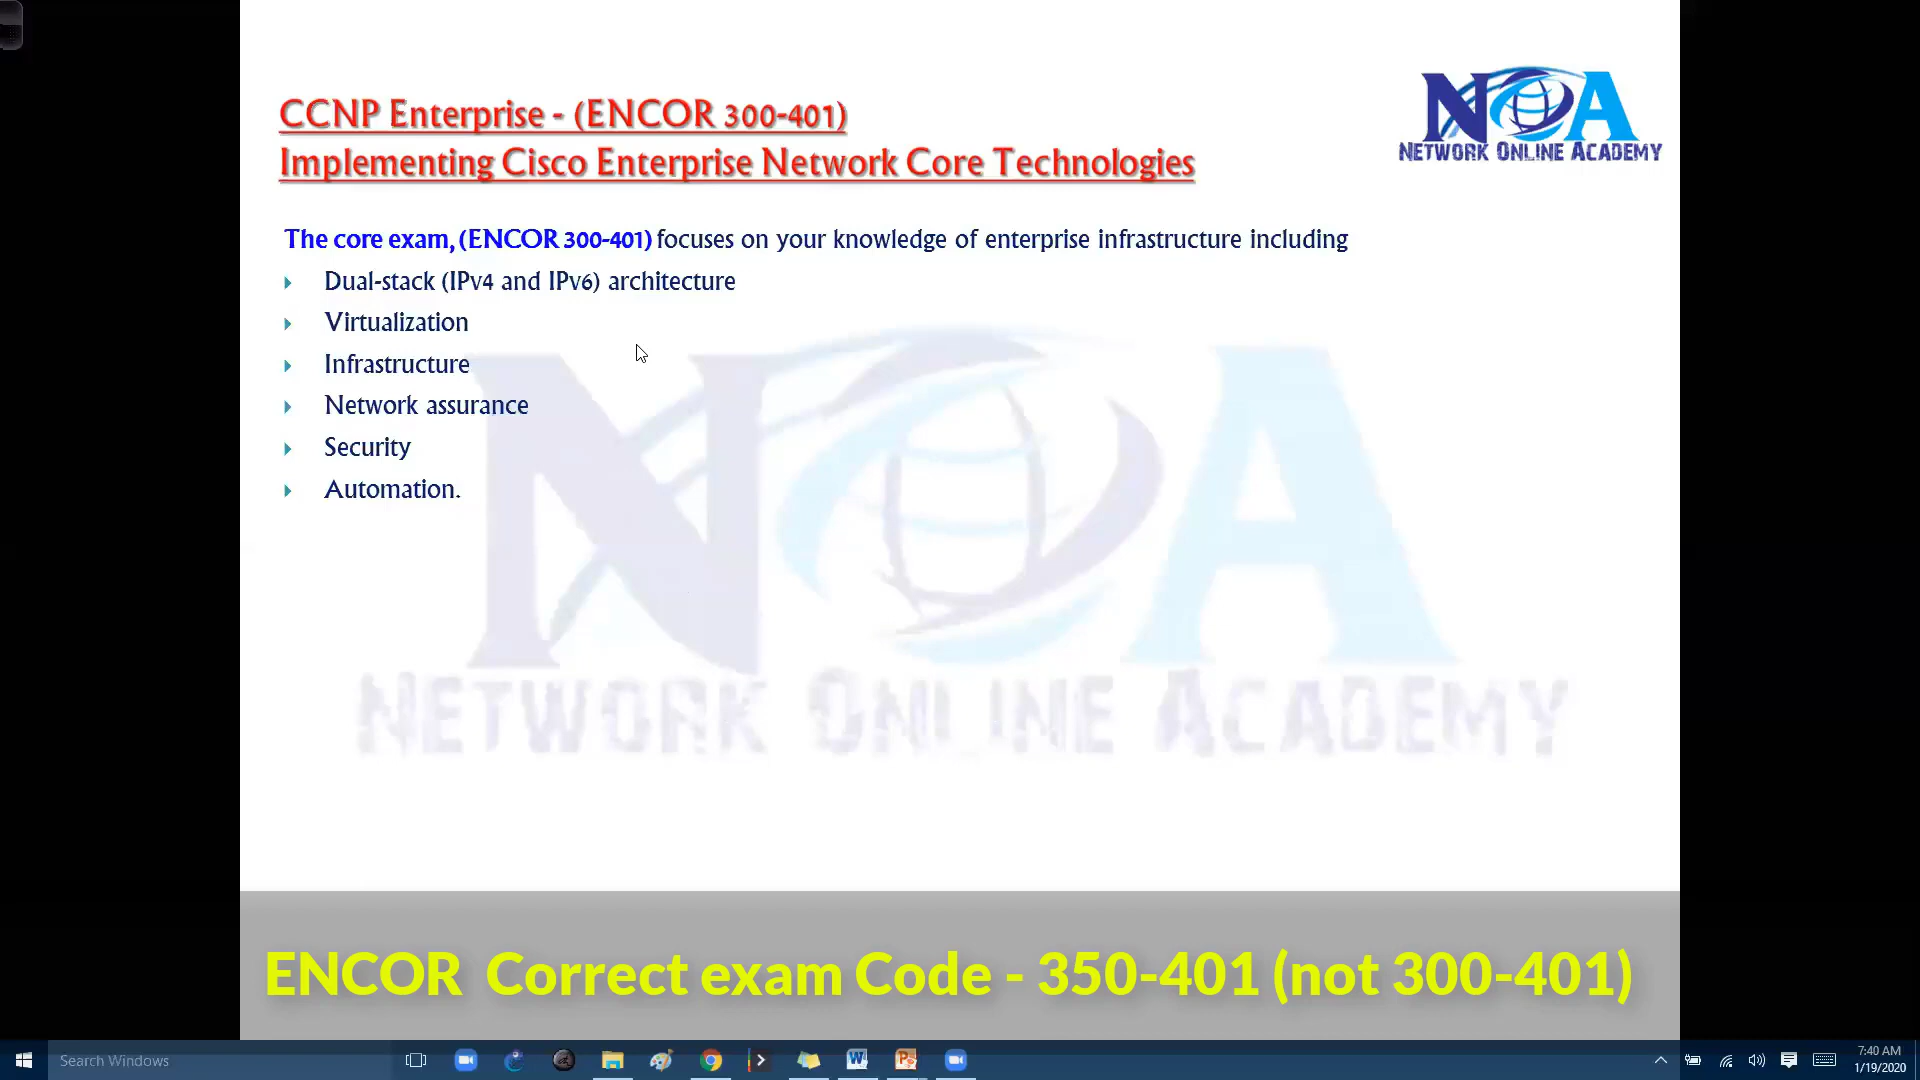 CCNP Enterprise - (ENCOR 300-401)
Implementing Cisco Enterprise Network Core Technologies
NOA
NETWORK ONLINE ACADEMY
The core exam, (ENCOR 300-401) focuses on your knowledge of enterprise infrastructure including
Dual-stack (IPv4 and IPv6) architecture
Virtualization
Infrastructure
Network assurance
Security
Automation.
NOA
NETWORK ONLINE ACADEMY
ENCOR Correct exam Code - 350-401 (not 300-401)
Search Windows
7:40 AM
1/19/2020